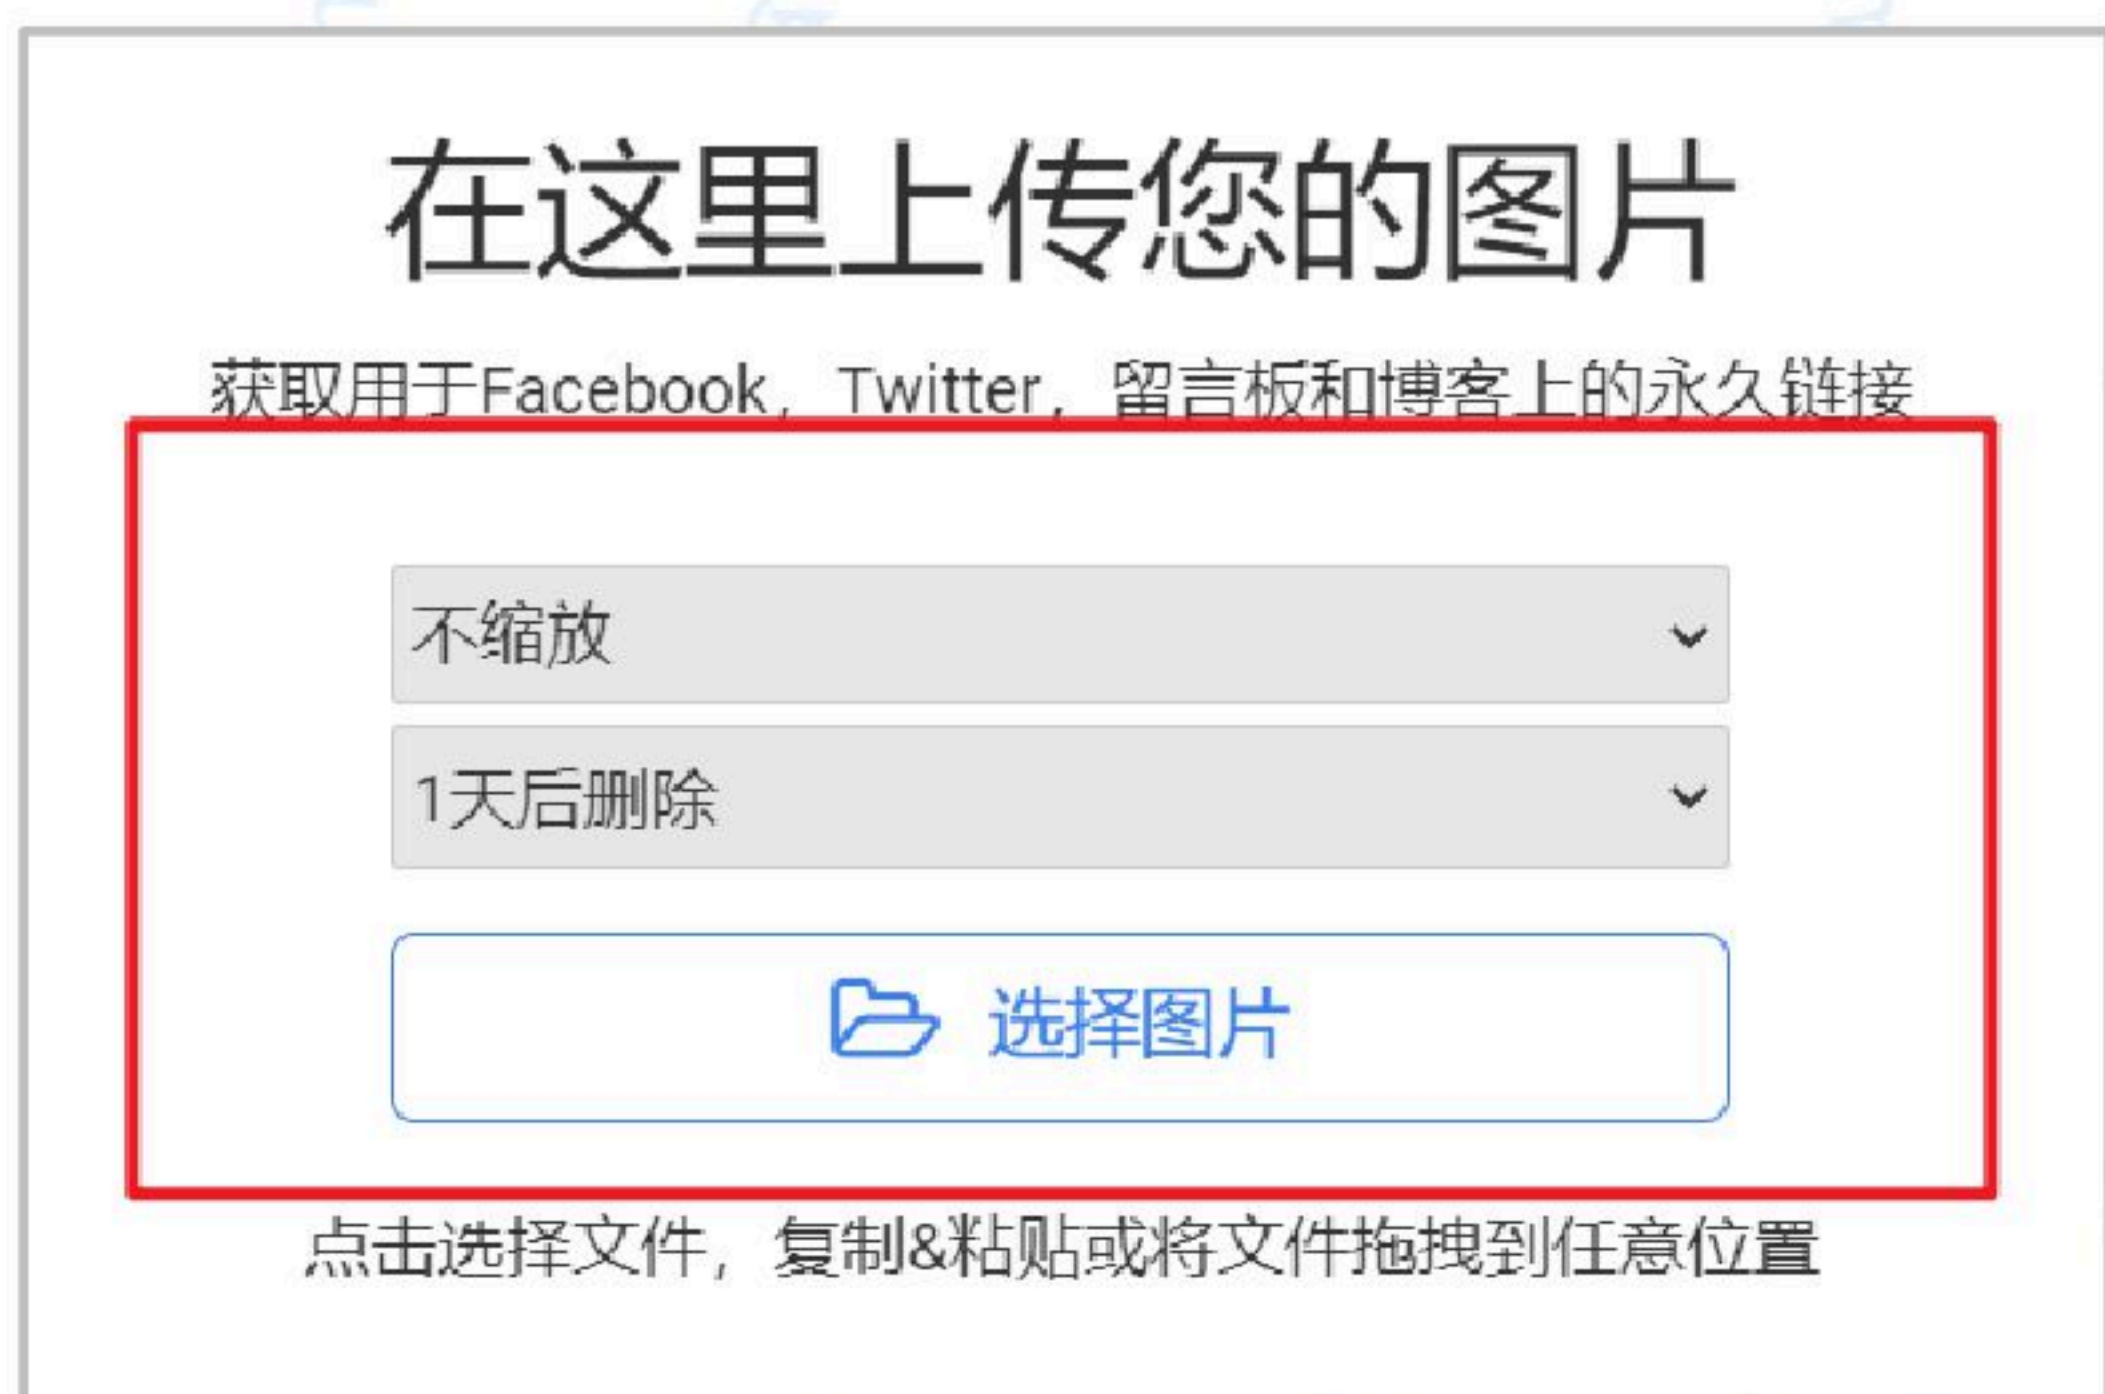 在这里上传您的图片
获取用于Facebook，Twitter，留言板和博客上的永久链接
不缩放
1天后删除
选择图片
点击选择文件，复制&粘贴或将文件拖拽到任意位置